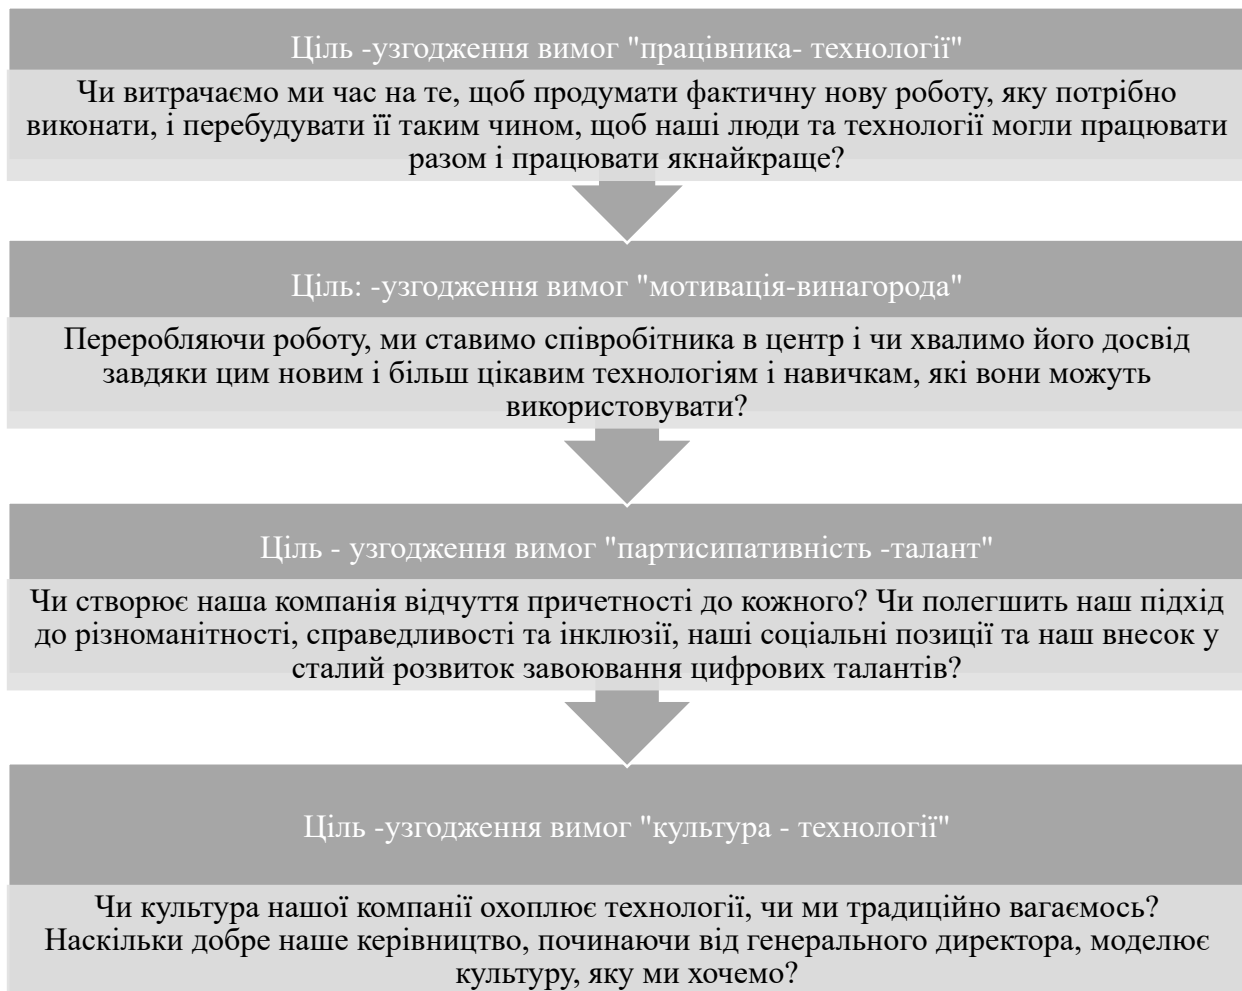 Ціль -узгодження вимог "працівника- технології"
Чи витрачаємо ми час на те, щоб продумати фактичну нову роботу, яку потрібно
виконати, і перебудувати її таким чином, щоб наші люди та технології могли працювати
разом і працювати якнайкраще?
Ціль: -узгодження вимог "мотивація-винагорода"
Переробляючи роботу, ми ставимо співробітника в центр і чи хвалимо його досвід
завдяки цим новим і більш цікавим технологіям і навичкам, які вони можуть
використовувати?
Ціль - узгодження вимог "партисипативність -талант"
Чи створює наша компанія відчуття причетності до кожного? Чи полегшить наш підхід
до різноманітності, справедливості та інклюзії, наші соціальні позиції та наш внесок у
сталий розвиток завоювання цифрових талантів?
Ціль -узгодження вимог "культура - технології"
Чи культура нашої компанії охоплює технології, чи ми традиційно вагаємось?
Наскільки добре наше керівництво, починаючи від генерального директора, моделює
культуру, яку ми хочемо?